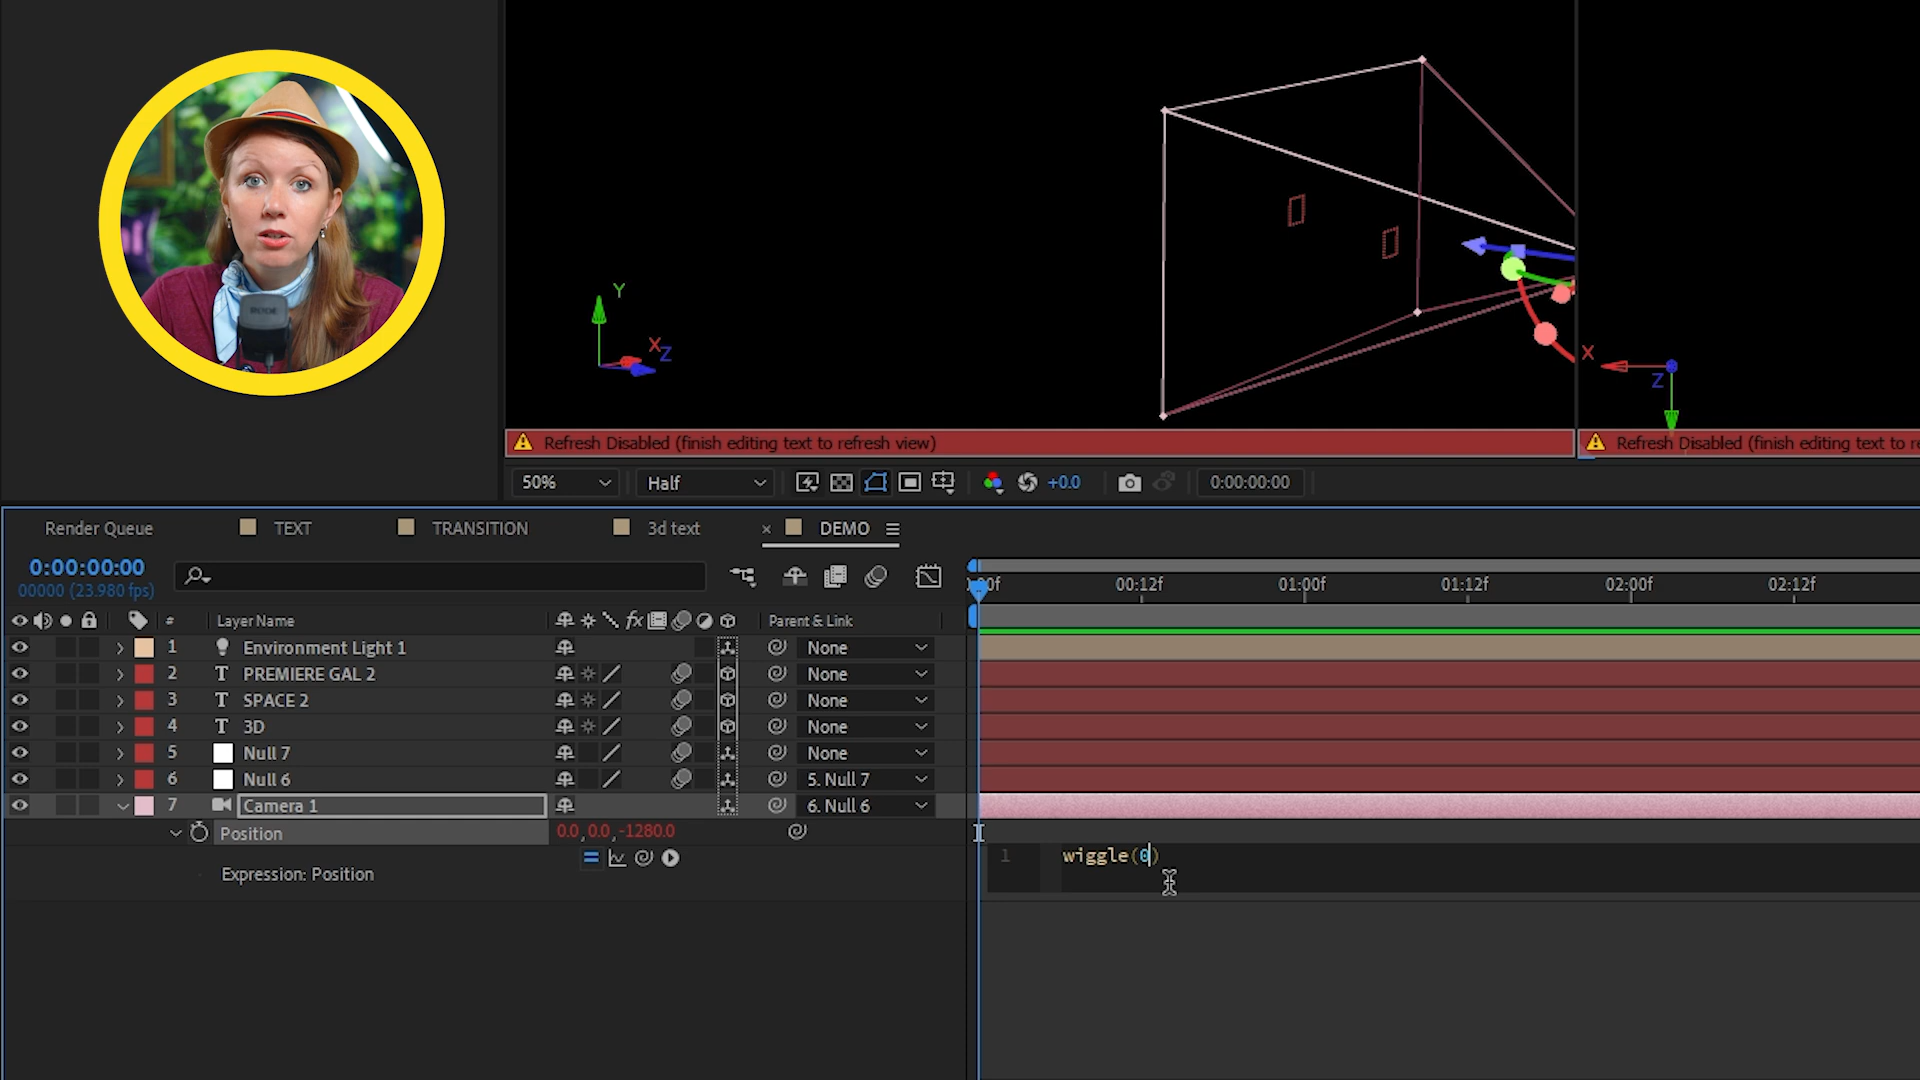 Y
X
Z
X
Z
Refresh Disabled (finish editing text to refresh view)
Refresh Disabled (finish editing text to re
50%
Half
+0.0
0:00:00:00
Render Queue
TEXT
TRANSITION
3d text
× DEMO
0:00:00:00
00000 (23.980 fps)
:00f 00:12f 01:00f 01:12f 02:00f 02:12f
# Layer Name fx Parent & Link
1 Environment Light 1 None
2 T PREMIERE GAL 2 None
3 T SPACE 2 None
4 T 3D None
5 Null 7 None
6 Null 6 5. Null 7
7 Camera 1 6. Null 6
Position 0.0,0.0,-1280.0
1 wiggle(0)
Expression: Position